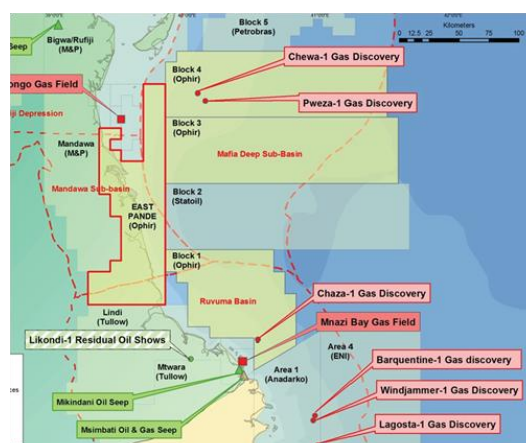 Kilometers
0 12.5 25 50 75 100
Block 5
(Petrobras)
Seep
Bigwa/Rufiji
(M&P)
Block 4
(Ophir)
Chewa-1 Gas Discovery
ongo Gas Field
Pweza-1 Gas Discovery
iji Depression
Block 3
(Ophir)
Mandawa
(M&P)
Mafia Deep Sub-Basin
Mandawa Sub-basin
Block 2
(Statoil)
EAST
PANDE
(Ophir)
Block 1
(Ophir)
Ruvuma Basin
Chaza-1 Gas Discovery
Lindi
(Tullow)
Mnazi Bay Gas Field
Likondi-1 Residual Oil Shows
Area 4
(ENI)
Mtwara
(Tullow)
Area 1
(Anadarko)
Barquentine-1 Gas discovery
ces
Mikindani Oil Seep
Windjammer-1 Gas Discovery
Msimbati Oil & Gas Seep
Lagosta-1 Gas Discovery